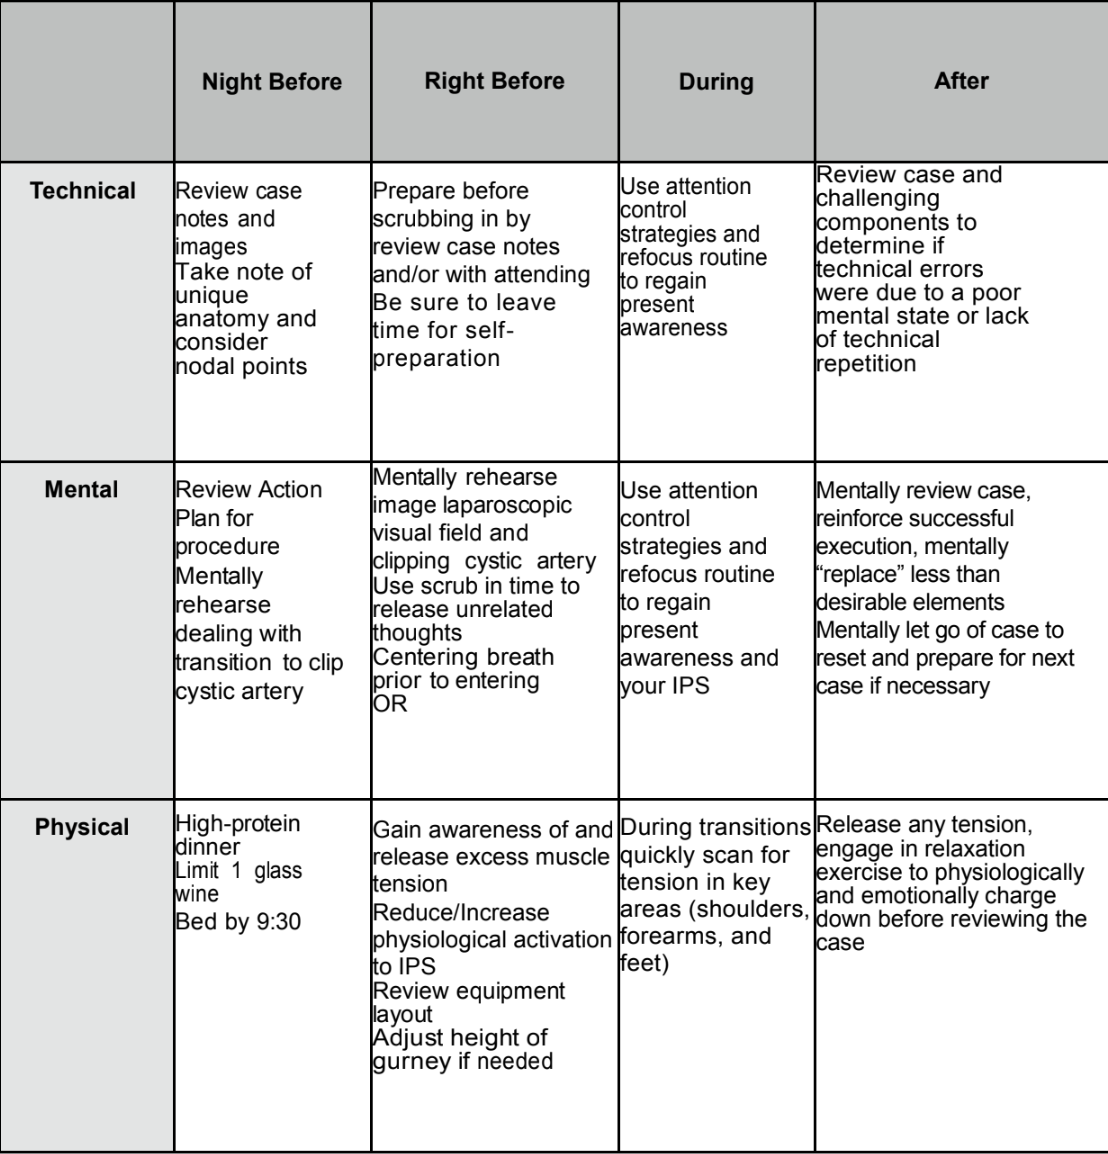 Night Before
Right Before
During
After
Technical
Review case
notes and
images
Take note of
unique
anatomy and
consider
nodal points
Prepare before
scrubbing in by
review case notes
and/or with attending
Be sure to leave
time for self-
preparation
Use attention
control
strategies and
refocus routine
to regain
present
awareness
Review case and
challenging
components to
determine if
technical errors
were due to a poor
mental state or lack
of technical
repetition
Mental
Review Action
Plan for
procedure
Mentally
rehearse
dealing with
transition to clip
cystic artery
Mentally rehearse
image laparoscopic
visual field and
clipping cystic artery
Use scrub in time to
release unrelated
thoughts
Centering breath
prior to entering
OR
Use attention
control
strategies and
refocus routine
to regain
present
awareness and
your IPS
Mentally review case,
reinforce successful
execution, mentally
“replace” less than
desirable elements
Mentally let go of case to
reset and prepare for next
case if necessary
Physical
High-protein
dinner
Limit 1 glass
wine
Bed by 9:30
Gain awareness of and
release excess muscle
tension
Reduce/Increase
physiological activation
to IPS
Review equipment
layout
Adjust height of
gurney if needed
During transitions
quickly scan for
tension in key
areas (shoulders,
forearms, and
feet)
Release any tension,
engage in relaxation
exercise to physiologically
and emotionally charge
down before reviewing the
case